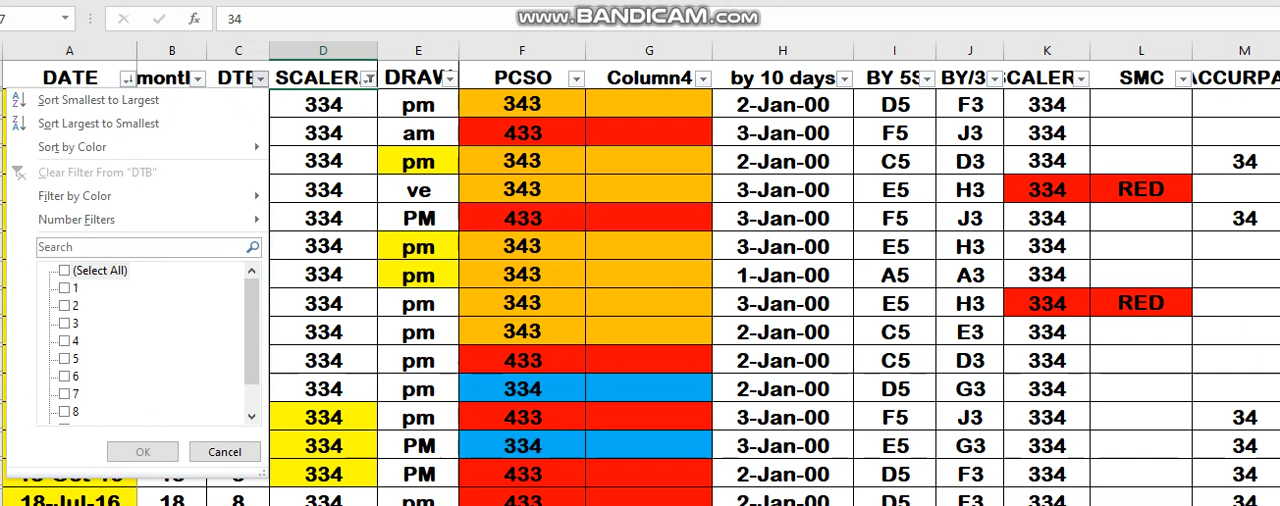 www.BANDICAM.com
7 fx 34
A B C D E F G H I J K L M
DATE month DTB SCALER DRAW PCSO Column4 by 10 days BY 5S BY/3 SCALER SMC ACCURPA
Sort Smallest to Largest
Sort Largest to Smallest
Sort by Color
Clear Filter From "DTB"
Filter by Color
Number Filters
Search
(Select All)
1
2
3
4
5
6
7
8
OK Cancel
334 pm 343 2-Jan-00 D5 F3 334
334 am 433 3-Jan-00 F5 J3 334
334 pm 343 2-Jan-00 C5 D3 334 34
334 ve 343 3-Jan-00 E5 H3 334 RED
334 PM 433 3-Jan-00 F5 J3 334 34
334 pm 343 3-Jan-00 E5 H3 334
334 pm 343 1-Jan-00 A5 A3 334
334 pm 343 3-Jan-00 E5 H3 334 RED
334 pm 343 2-Jan-00 C5 E3 334
334 pm 433 2-Jan-00 C5 D3 334
334 pm 334 2-Jan-00 D5 G3 334
334 pm 433 3-Jan-00 F5 J3 334 34
334 PM 334 3-Jan-00 E5 G3 334 34
334 PM 433 2-Jan-00 D5 F3 334 34
18-Jul-16 18 8 334 pm 433 2-Jan-00 D5 F3 334 34